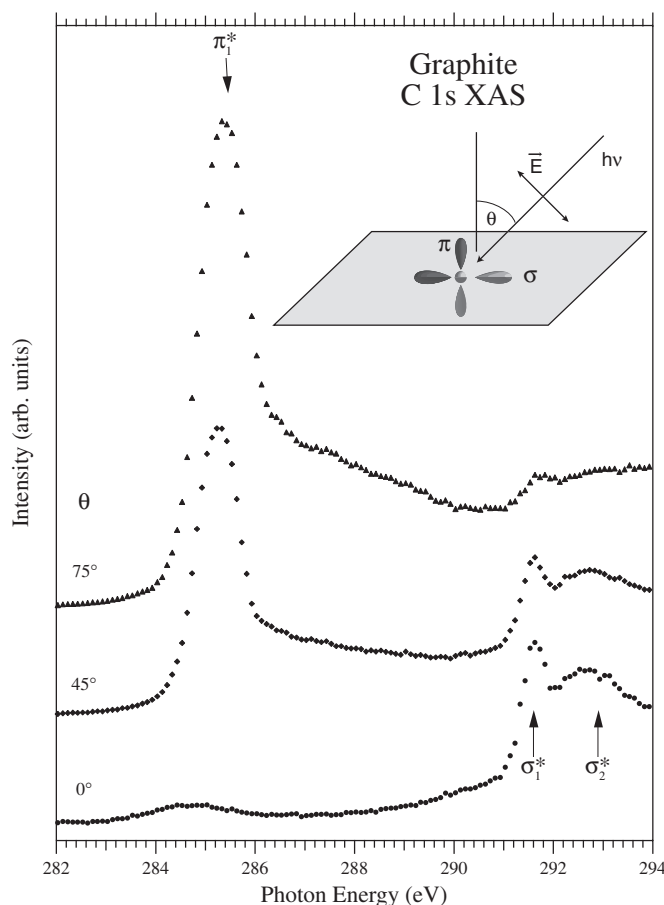 π₁*
Graphite
C 1s XAS
E⃗
hν
θ
π
σ
Intensity (arb. units)
θ
75°
45°
0°
σ₁*
σ₂*
282
284
286
288
290
292
294
Photon Energy (eV)